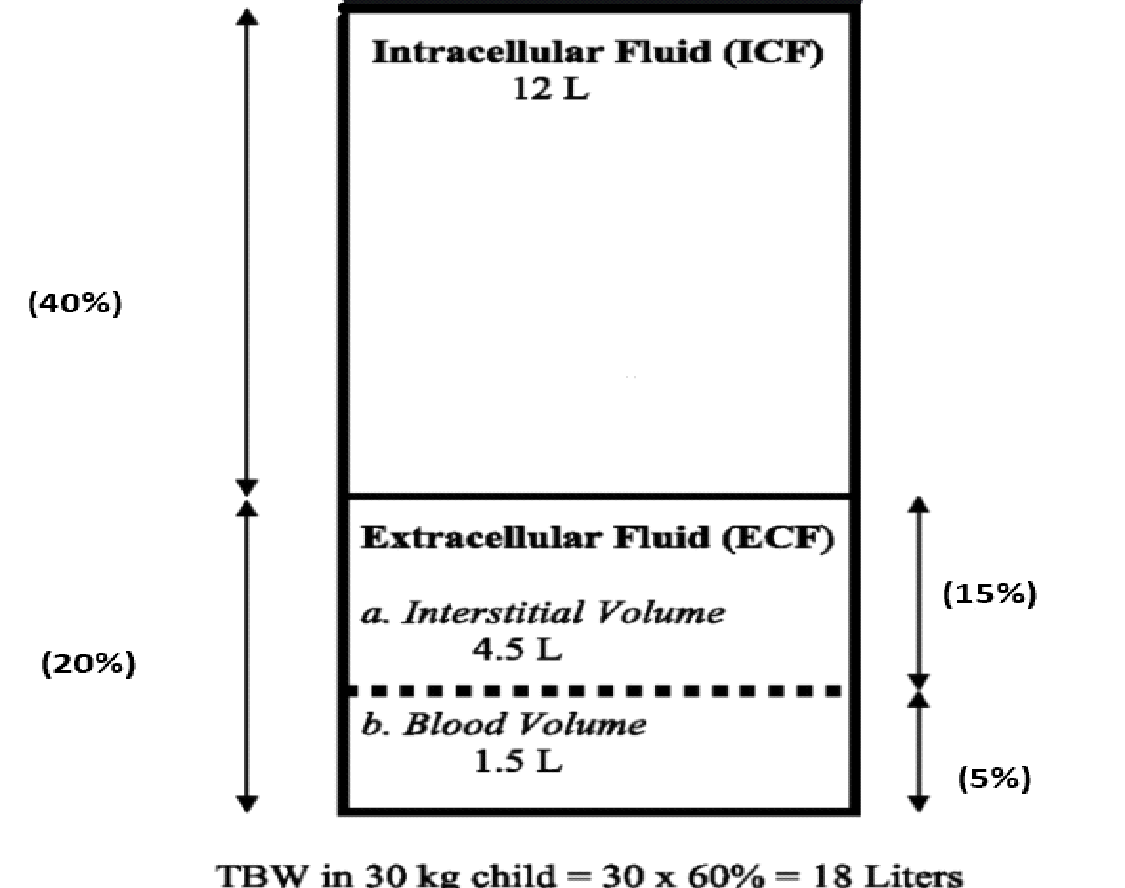 Intracellular Fluid (ICF)
12 L
(40%)
Extracellular Fluid (ECF)
(15%)
a. Interstitial Volume
4.5 L
(20%)
b. Blood Volume
1.5 L
(5%)
TBW in 30 kg child = 30 x 60% = 18 Liters